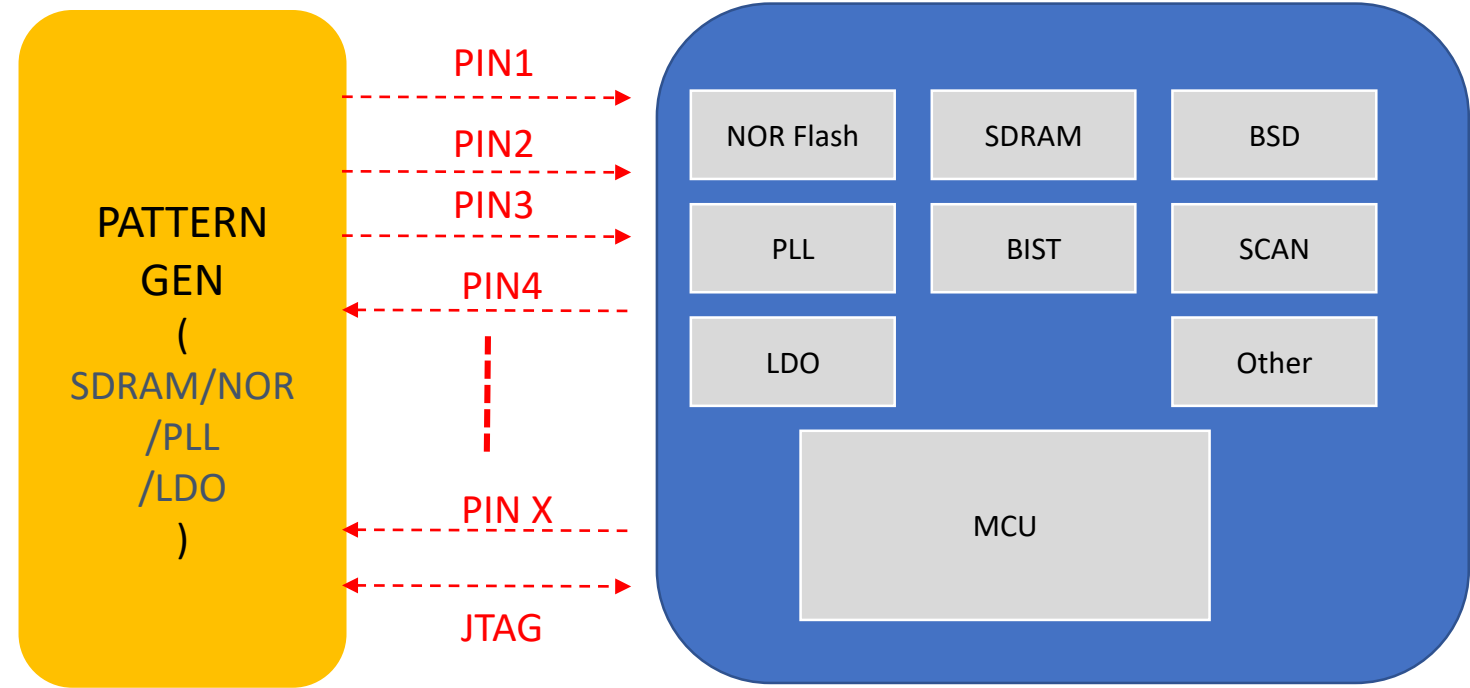 PATTERN
GEN
(
SDRAM/NOR
/PLL
/LDO
)
PIN1
PIN2
PIN3
PIN4
PIN X
JTAG
NOR Flash
SDRAM
BSD
PLL
BIST
SCAN
LDO
Other
MCU